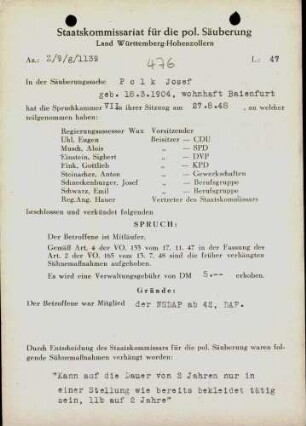 Staatskommissariat für die pol. Säuberung
Land Württemberg-Hohenzollern
Az.: Z/9/g/1139 L.: 47
476
In der Säuberungssache P o l k Josef
geb. 18.3.1904, wohnhaft Baienfurt
hat die Spruchkammer VII in ihrer Sitzung am 27.8.48, an welcher
teilgenommen haben:
Regierungsassessor Wax Vorsitzender
Uhl, Eugen Beisitzer — CDU
Musch, Alois » — SPD
Einstein, Sigbert » — DVP
Fink, Gottlieb » — KPD
Steinacher, Anton » — Gewerkschaften
Schanckenburger, Josef » — Berufsgruppe
Schwarz, Emil » — Berufsgruppe
Reg.Ang. Hauer Vertreter des Staatskommissars
beschlossen und verkündet folgenden
SPRUCH:
Der Betroffene ist Mitläufer.
Gemäß Art. 4 der VO. 133 vom 17. 11. 47 in der Fassung des
Art. 2 der VO. 165 vom 13. 7. 48 sind die früher verhängten
Sühnemaßnahmen aufgehoben.
Es wird eine Verwaltungsgebühr von DM 5.-- erhoben.
Gründe:
Der Betroffene war Mitglied der NSDAP ab 42, DAF.
Durch Entscheidung des Staatskommissars für die pol. Säuberung waren fol-
gende Sühnemaßnahmen verhängt worden:
"Kann auf die Dauer von 2 Jahren nur in
einer Stellung wie bereits bekleidet tätig
sein, llb auf 2 Jahre"